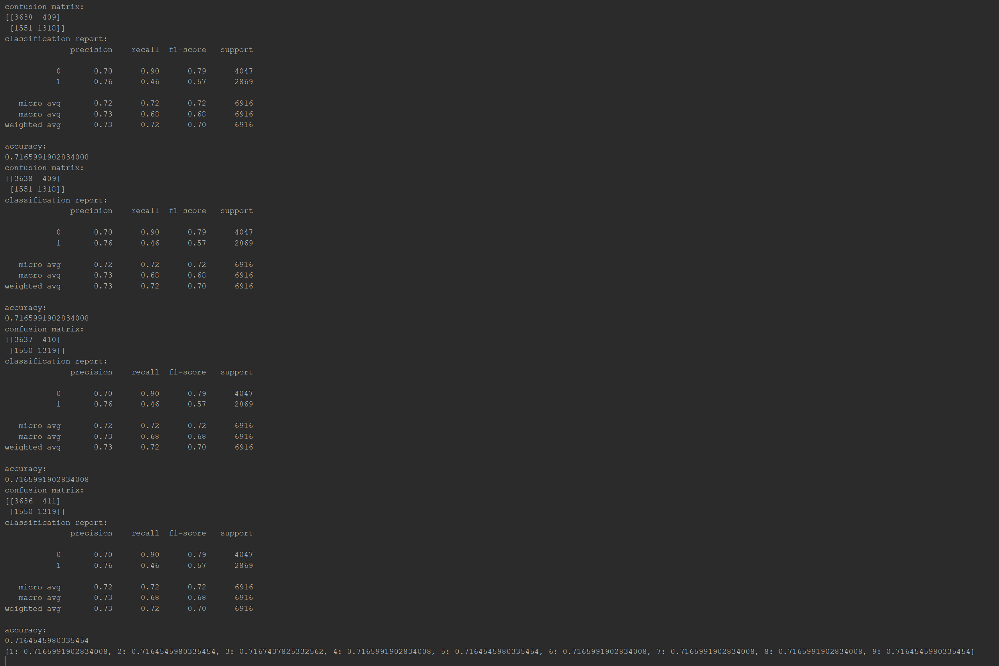 confusion matrix:
[[3638  409]
 [1551 1318]]
classification report:
              precision    recall  f1-score   support

           0       0.70      0.90      0.79      4047
           1       0.76      0.46      0.57      2869

   micro avg       0.72      0.72      0.72      6916
   macro avg       0.73      0.68      0.68      6916
weighted avg       0.73      0.72      0.70      6916

accuracy:
0.7165991902834008
confusion matrix:
[[3638  409]
 [1551 1318]]
classification report:
              precision    recall  f1-score   support

           0       0.70      0.90      0.79      4047
           1       0.76      0.46      0.57      2869

   micro avg       0.72      0.72      0.72      6916
   macro avg       0.73      0.68      0.68      6916
weighted avg       0.73      0.72      0.70      6916

accuracy:
0.7165991902834008
confusion matrix:
[[3637  410]
 [1550 1319]]
classification report:
              precision    recall  f1-score   support

           0       0.70      0.90      0.79      4047
           1       0.76      0.46      0.57      2869

   micro avg       0.72      0.72      0.72      6916
   macro avg       0.73      0.68      0.68      6916
weighted avg       0.73      0.72      0.70      6916

accuracy:
0.7165991902834008
confusion matrix:
[[3636  411]
 [1550 1319]]
classification report:
              precision    recall  f1-score   support

           0       0.70      0.90      0.79      4047
           1       0.76      0.46      0.57      2869

   micro avg       0.72      0.72      0.72      6916
   macro avg       0.73      0.68      0.68      6916
weighted avg       0.73      0.72      0.70      6916

accuracy:
0.7164545980335454
{1: 0.7165991902834008, 2: 0.7164545980335454, 3: 0.7167437825332562, 4: 0.7165991902834008, 5: 0.7164545980335454, 6: 0.7165991902834008, 7: 0.7165991902834008, 8: 0.7165991902834008, 9: 0.7164545980335454}